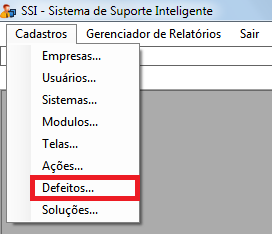 SSI - Sistema de Suporte Inteligente
Cadastros Gerenciador de Relatórios Sair
Empresas...
Usuários...
Sistemas...
Modulos...
Telas...
Ações...
Defeitos...
Soluções...